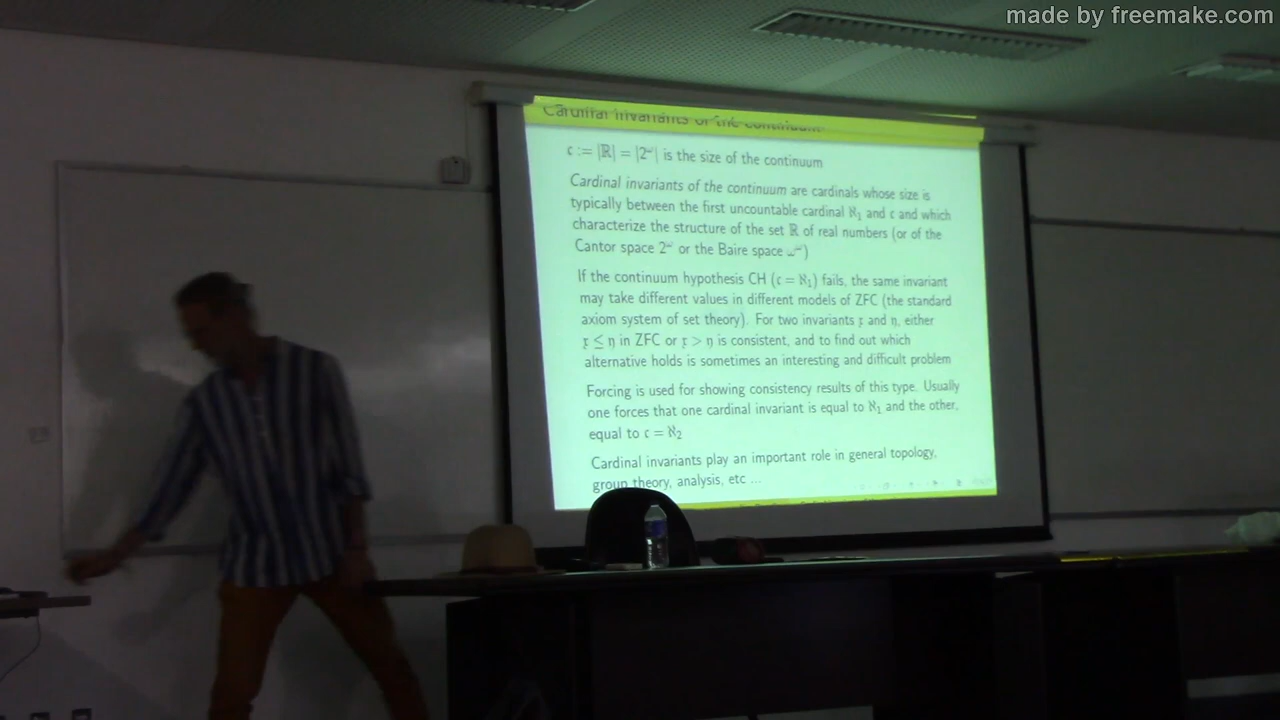 made by freemake.com
Cardinal invariants of the continuum
𝔠 := |ℝ| = |2^ω| is the size of the continuum
Cardinal invariants of the continuum are cardinals whose size is
typically between the first uncountable cardinal ℵ₁ and 𝔠 and which
characterize the structure of the set ℝ of real numbers (or of the
Cantor space 2^ω or the Baire space ω^ω)
If the continuum hypothesis CH (𝔠 = ℵ₁) fails, the same invariant
may take different values in different models of ZFC (the standard
axiom system of set theory). For two invariants 𝔵 and 𝔶, either
𝔵 ≤ 𝔶 in ZFC or 𝔵 > 𝔶 is consistent, and to find out which
alternative holds is sometimes an interesting and difficult problem
Forcing is used for showing consistency results of this type. Usually
one forces that one cardinal invariant is equal to ℵ₁ and the other,
equal to 𝔠 = ℵ₂
Cardinal invariants play an important role in general topology,
group theory, analysis, etc ...